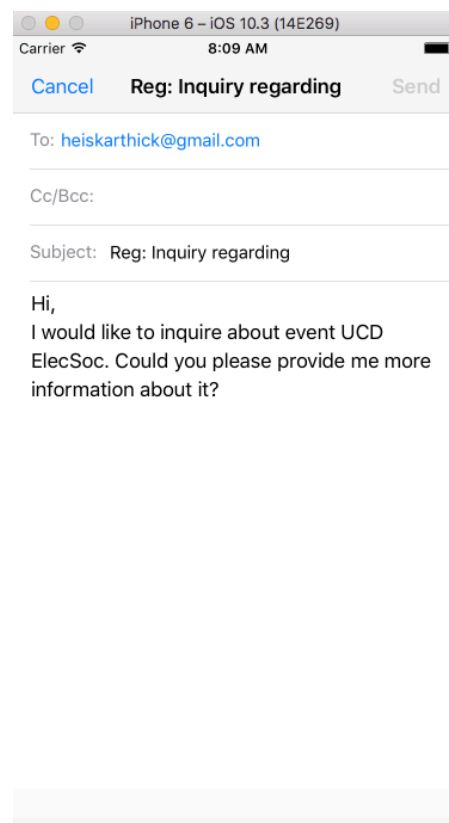 iPhone 6 – iOS 10.3 (14E269)
Carrier 8:09 AM
Cancel Reg: Inquiry regarding Send
To: heiskarthick@gmail.com
Cc/Bcc:
Subject: Reg: Inquiry regarding
Hi,
I would like to inquire about event UCD
ElecSoc. Could you please provide me more
information about it?